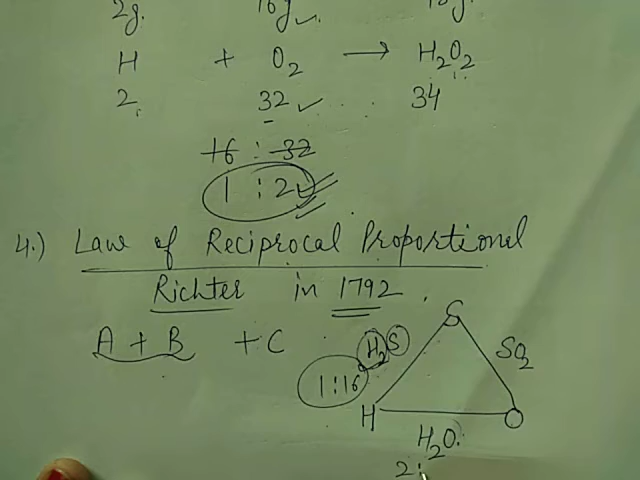 2g. 16g 18g.
H + O2 → H2O2
2. 32 34
16 : 32
1 : 2
4.) Law of Reciprocal Proportional
Richter in 1792.
A + B + C
S
H2S SO2
1:16
H O
H2O.
2: